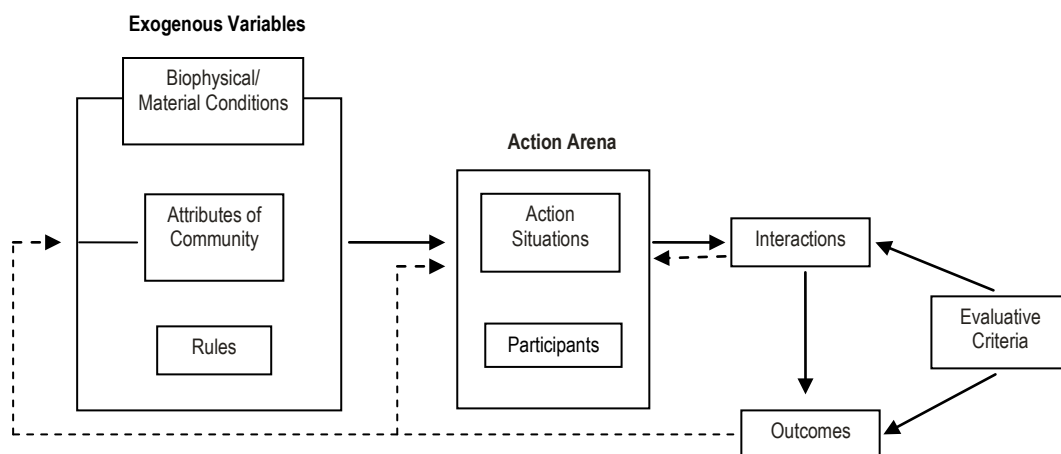 Exogenous Variables
Biophysical/
Material Conditions
Attributes of
Community
Rules
Action Arena
Action
Situations
Participants
Interactions
Outcomes
Evaluative
Criteria